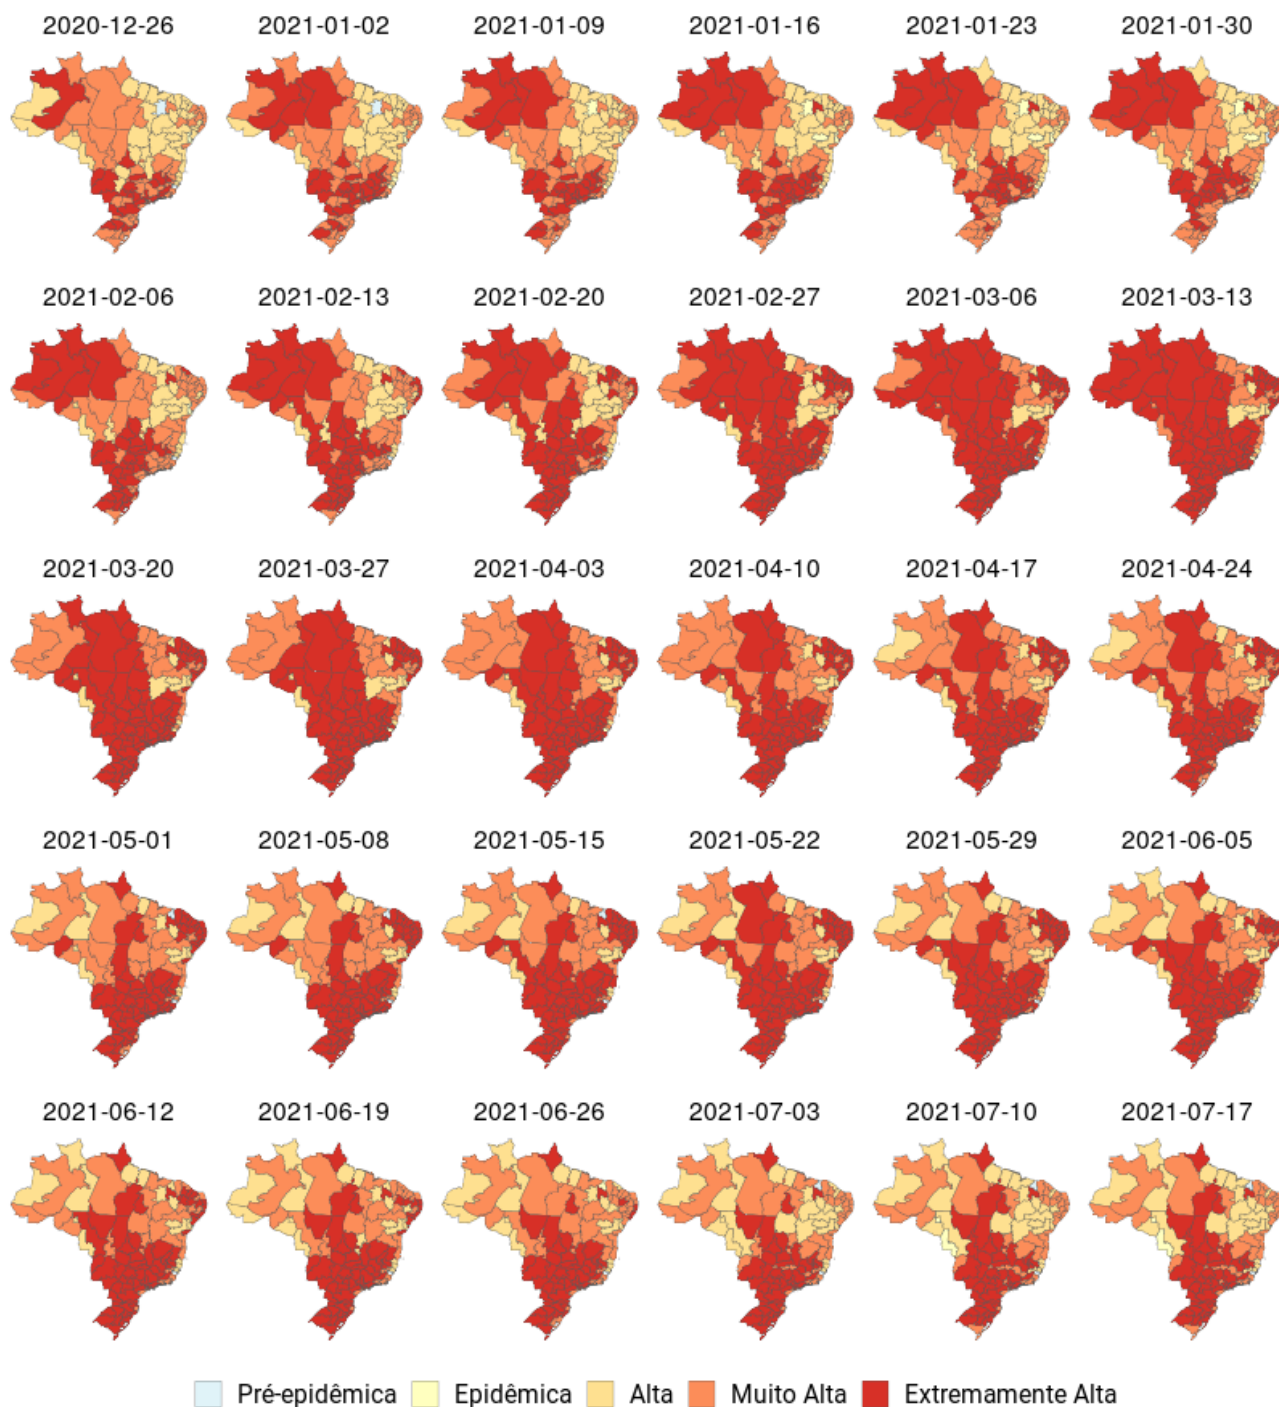 2020-12-26 2021-01-02 2021-01-09 2021-01-16 2021-01-23 2021-01-30
2021-02-06 2021-02-13 2021-02-20 2021-02-27 2021-03-06 2021-03-13
2021-03-20 2021-03-27 2021-04-03 2021-04-10 2021-04-17 2021-04-24
2021-05-01 2021-05-08 2021-05-15 2021-05-22 2021-05-29 2021-06-05
2021-06-12 2021-06-19 2021-06-26 2021-07-03 2021-07-10 2021-07-17
Pré-epidêmica Epidêmica Alta Muito Alta Extremamente Alta